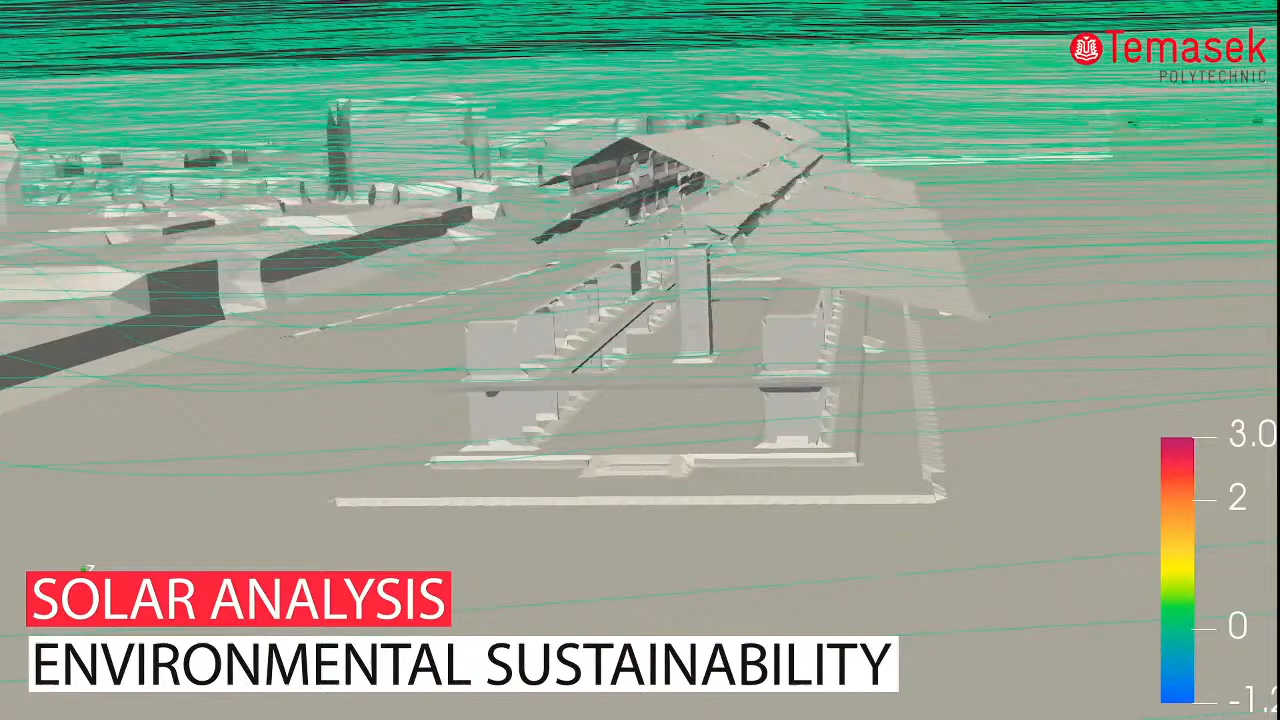 Temasek
POLYTECHNIC
3.0
2
0
-1.2
SOLAR ANALYSIS
ENVIRONMENTAL SUSTAINABILITY